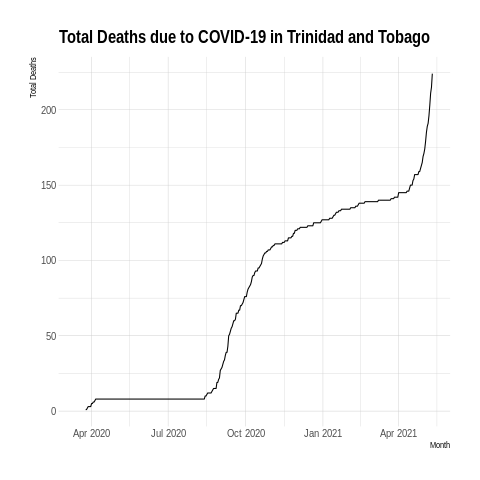 Total Deaths due to COVID-19 in Trinidad and Tobago
Total Deaths
200
150
100
50
0
Apr 2020 Jul 2020 Oct 2020 Jan 2021 Apr 2021
Month